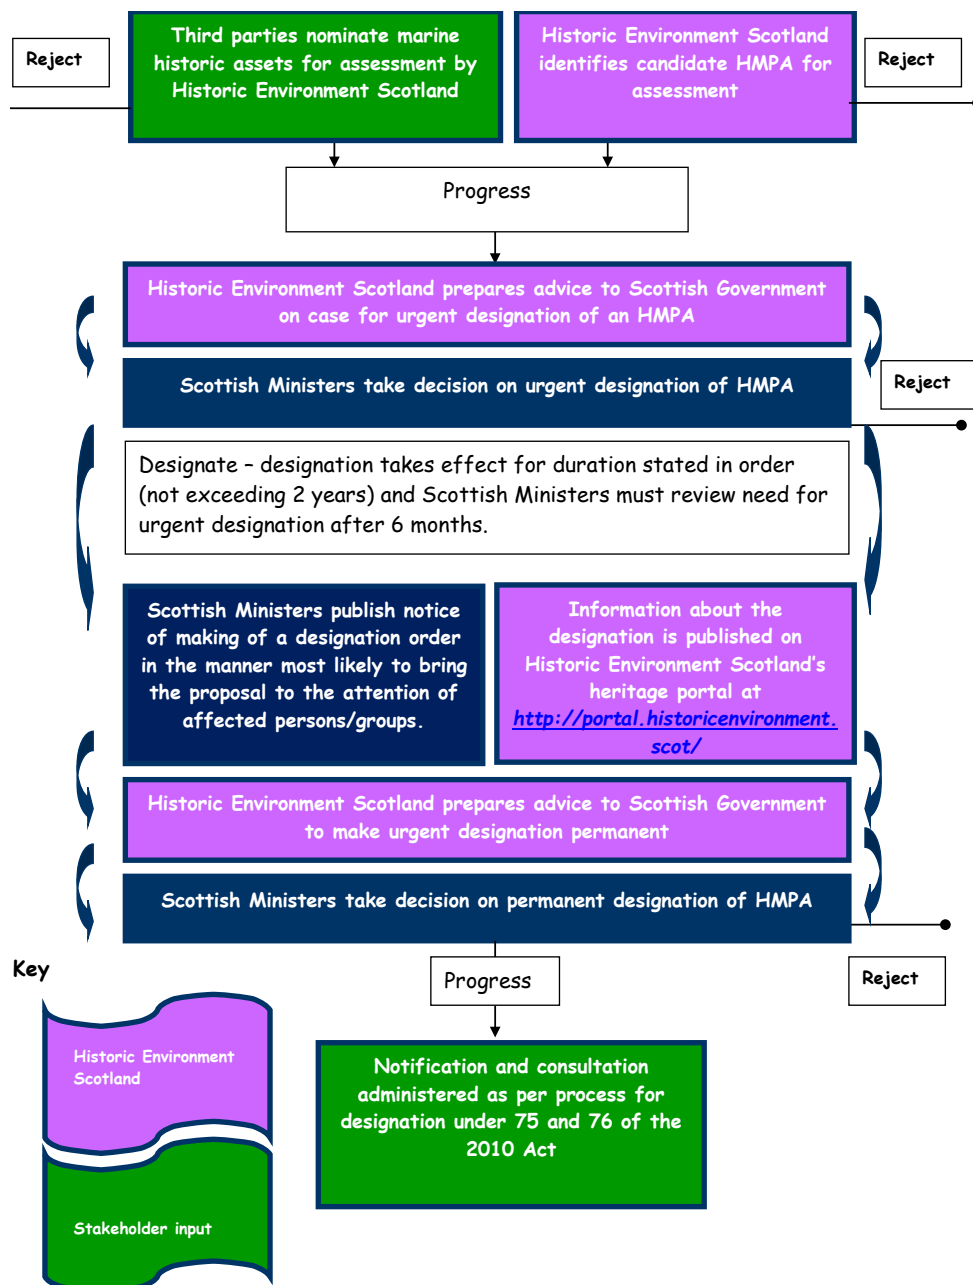 Reject
Third parties nominate marine
historic assets for assessment by
Historic Environment Scotland
Historic Environment Scotland
identifies candidate HMPA for
assessment
Reject
Progress
Historic Environment Scotland prepares advice to Scottish Government
on case for urgent designation of an HMPA
Scottish Ministers take decision on urgent designation of HMPA
Reject
Designate – designation takes effect for duration stated in order
(not exceeding 2 years) and Scottish Ministers must review need for
urgent designation after 6 months.
Scottish Ministers publish notice
of making of a designation order
in the manner most likely to bring
the proposal to the attention of
affected persons/groups.
Information about the
designation is published on
Historic Environment Scotland's
heritage portal at
http://portal.historicenvironment.
scot/
Historic Environment Scotland prepares advice to Scottish Government
to make urgent designation permanent
Scottish Ministers take decision on permanent designation of HMPA
Key
Progress
Reject
Historic Environment
Scotland
Notification and consultation
administered as per process for
designation under 75 and 76 of the
2010 Act
Stakeholder input